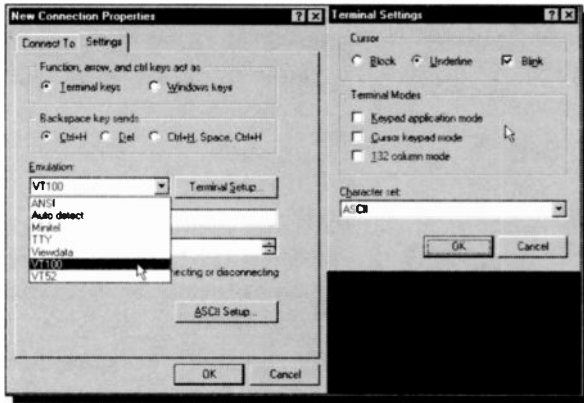 New Connection Properties
Connect To
Settings
Function, arrow, and ctrl keys act as
Terminal keys
Windows keys
Backspace key sends
Ctrl+H
Del
Ctrl+H, Space, Ctrl+H
Emulation:
VT100
Terminal Setup...
ANSI
Auto detect
Minitel
TTY
Viewdata
VT100
VT52
ecting or disconnecting
ASCII Setup...
OK
Cancel
Terminal Settings
Cursor
Block
Underline
Blink
Terminal Modes
Keypad application mode
Cursor keypad mode
132 column mode
Character set:
ASCII
OK
Cancel